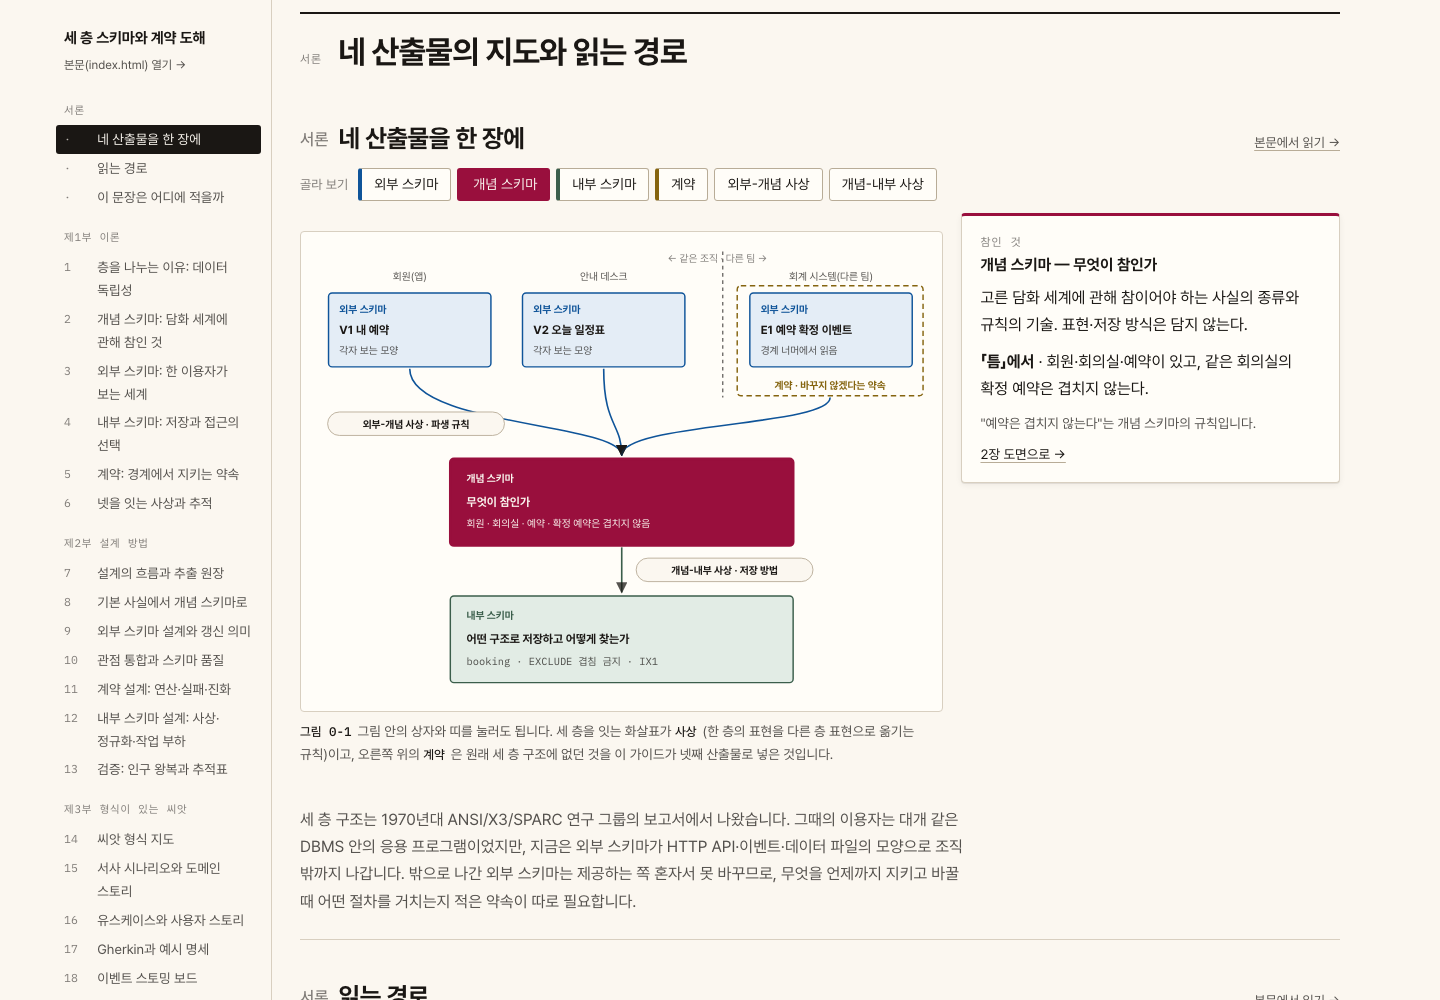 세 층 스키마와 계약 도해
본문(index.html) 열기 →
서론
· 네 산출물을 한 장에
· 읽는 경로
· 이 문장은 어디에 적을까
제1부 이론
1 층을 나누는 이유: 데이터
독립성
2 개념 스키마: 담화 세계에
관해 참인 것
3 외부 스키마: 한 이용자가
보는 세계
4 내부 스키마: 저장과 접근의
선택
5 계약: 경계에서 지키는 약속
6 넷을 잇는 사상과 추적
제2부 설계 방법
7 설계의 흐름과 추출 원장
8 기본 사실에서 개념 스키마로
9 외부 스키마 설계와 갱신 의미
10 관점 통합과 스키마 품질
11 계약 설계: 연산·실패·진화
12 내부 스키마 설계: 사상·
정규화·작업 부하
13 검증: 인구 왕복과 추적표
제3부 형식이 있는 씨앗
14 씨앗 형식 지도
15 서사 시나리오와 도메인
스토리
16 유스케이스와 사용자 스토리
17 Gherkin과 예시 명세
18 이벤트 스토밍 보드
서론 네 산출물의 지도와 읽는 경로
서론 네 산출물을 한 장에
본문에서 읽기 →
골라 보기 외부 스키마 개념 스키마 내부 스키마 계약 외부-개념 사상 개념-내부 사상
← 같은 조직 다른 팀 →
회원(앱) 안내 데스크 회계 시스템(다른 팀)
외부 스키마
V1 내 예약
각자 보는 모양
외부 스키마
V2 오늘 일정표
각자 보는 모양
외부 스키마
E1 예약 확정 이벤트
경계 너머에서 읽음
계약 · 바꾸지 않겠다는 약속
외부-개념 사상 · 파생 규칙
개념 스키마
무엇이 참인가
회원 · 회의실 · 예약 · 확정 예약은 겹치지 않음
개념-내부 사상 · 저장 방법
내부 스키마
어떤 구조로 저장하고 어떻게 찾는가
booking · EXCLUDE 겹침 금지 · IX1
그림 0-1 그림 안의 상자와 띠를 눌러도 됩니다. 세 층을 잇는 화살표가 사상 (한 층의 표현을 다른 층 표현으로 옮기는
규칙)이고, 오른쪽 위의 계약 은 원래 세 층 구조에 없던 것을 이 가이드가 넷째 산출물로 넣은 것입니다.
참인 것
개념 스키마 — 무엇이 참인가
고른 담화 세계에 관해 참이어야 하는 사실의 종류와
규칙의 기술. 표현·저장 방식은 담지 않는다.
「틈」에서 · 회원·회의실·예약이 있고, 같은 회의실의
확정 예약은 겹치지 않는다.
"예약은 겹치지 않는다"는 개념 스키마의 규칙입니다.
2장 도면으로 →
세 층 구조는 1970년대 ANSI/X3/SPARC 연구 그룹의 보고서에서 나왔습니다. 그때의 이용자는 대개 같은
DBMS 안의 응용 프로그램이었지만, 지금은 외부 스키마가 HTTP API·이벤트·데이터 파일의 모양으로 조직
밖까지 나갑니다. 밖으로 나간 외부 스키마는 제공하는 쪽 혼자서 못 바꾸므로, 무엇을 언제까지 지키고 바꿀
때 어떤 절차를 거치는지 적은 약속이 따로 필요합니다.
서론 읽는 경로
본문에서 읽기 →